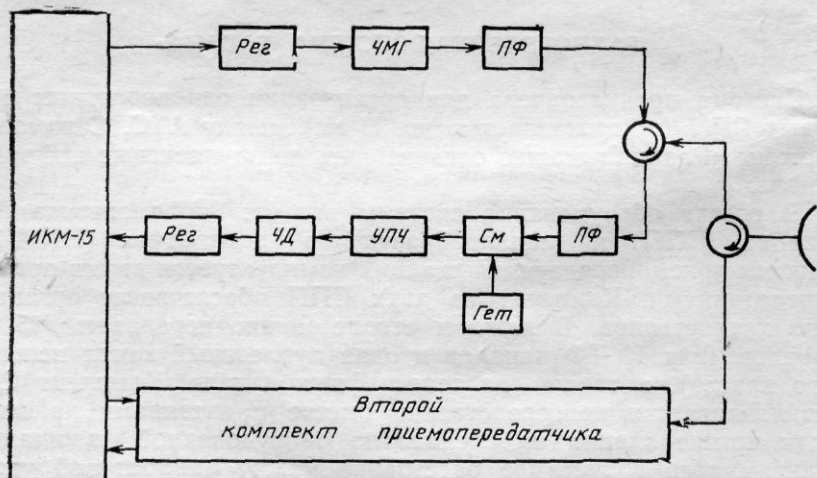 Рег
ЧМГ
ПФ
ИКМ-15
Рег
ЧД
УПЧ
См
ПФ
Гет
Второй
комплект приемопередатчика